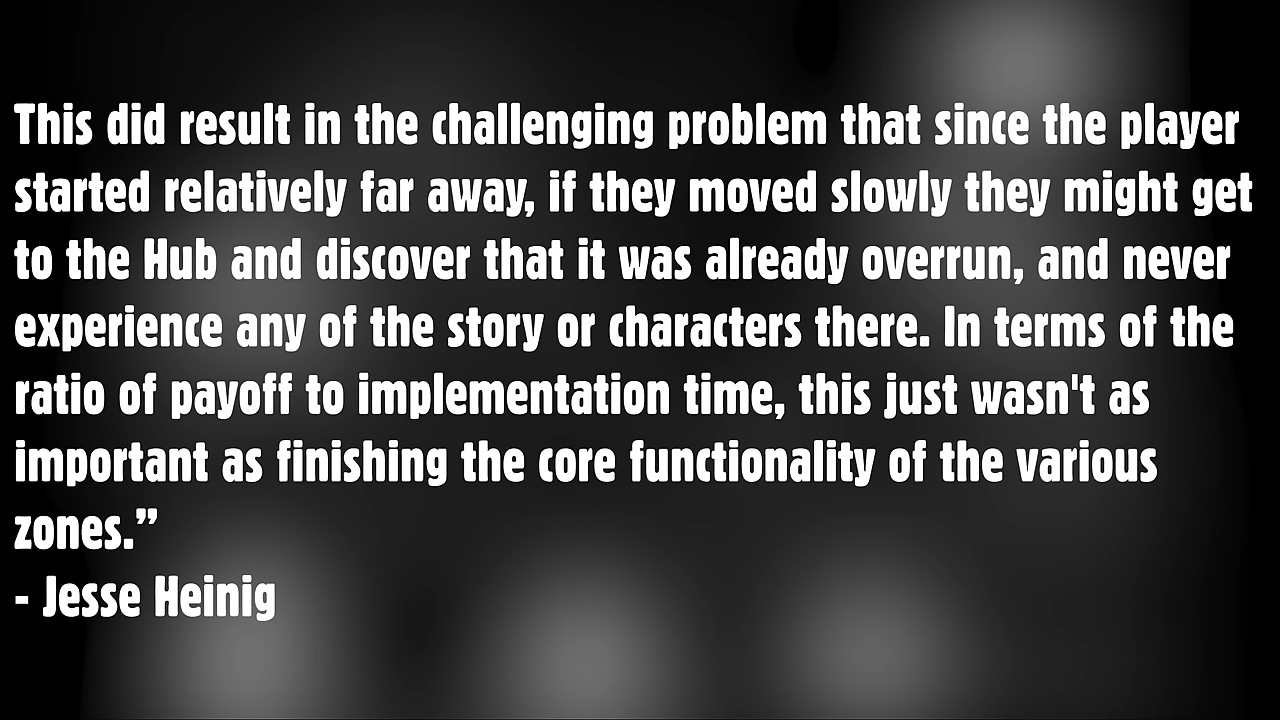 This did result in the challenging problem that since the player
started relatively far away, if they moved slowly they might get
to the Hub and discover that it was already overrun, and never
experience any of the story or characters there. In terms of the
ratio of payoff to implementation time, this just wasn't as
important as finishing the core functionality of the various
zones.”
- Jesse Heinig